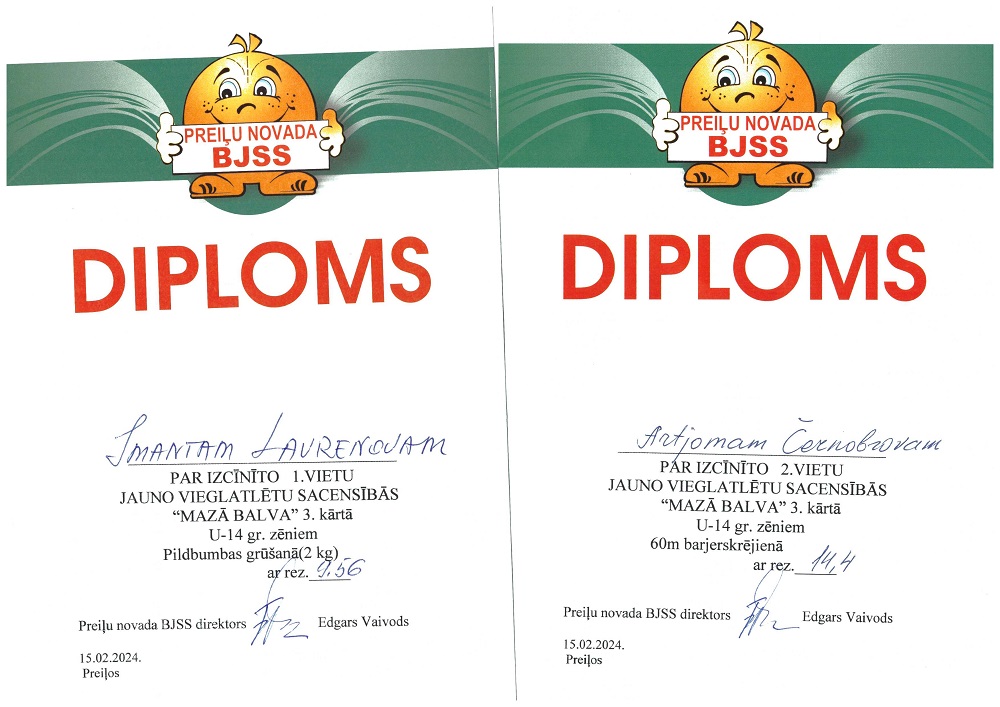 PREIĻU NOVADA
BJSS
DIPLOMS
Imantam Lavrenovam
PAR IZCĪNĪTO 1.VIETU
JAUNO VIEGLATLĒTU SACENSĪBĀS
“MAZĀ BALVA” 3. kārtā
U-14 gr. zēniem
Pildbumbas grūšanā(2 kg)
ar rez. 9.56
Preiļu novada BJSS direktors Edgars Vaivods
15.02.2024.
Preiļos
PREIĻU NOVADA
BJSS
DIPLOMS
Artjomam Černobrovam
PAR IZCĪNĪTO 2.VIETU
JAUNO VIEGLATLĒTU SACENSĪBĀS
“MAZĀ BALVA” 3. kārtā
U-14 gr. zēniem
60m barjerskrējienā
ar rez. 14,4
Preiļu novada BJSS direktors Edgars Vaivods
15.02.2024.
Preiļos